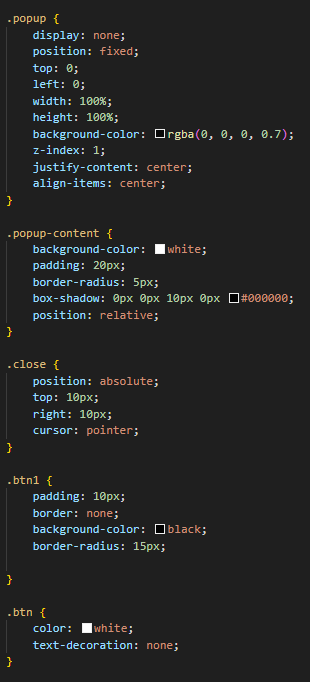 .popup {
    display: none;
    position: fixed;
    top: 0;
    left: 0;
    width: 100%;
    height: 100%;
    background-color: rgba(0, 0, 0, 0.7);
    z-index: 1;
    justify-content: center;
    align-items: center;
}

.popup-content {
    background-color: white;
    padding: 20px;
    border-radius: 5px;
    box-shadow: 0px 0px 10px 0px #000000;
    position: relative;
}

.close {
    position: absolute;
    top: 10px;
    right: 10px;
    cursor: pointer;
}

.btn1 {
    padding: 10px;
    border: none;
    background-color: black;
    border-radius: 15px;

}

.btn {
    color: white;
    text-decoration: none;
}